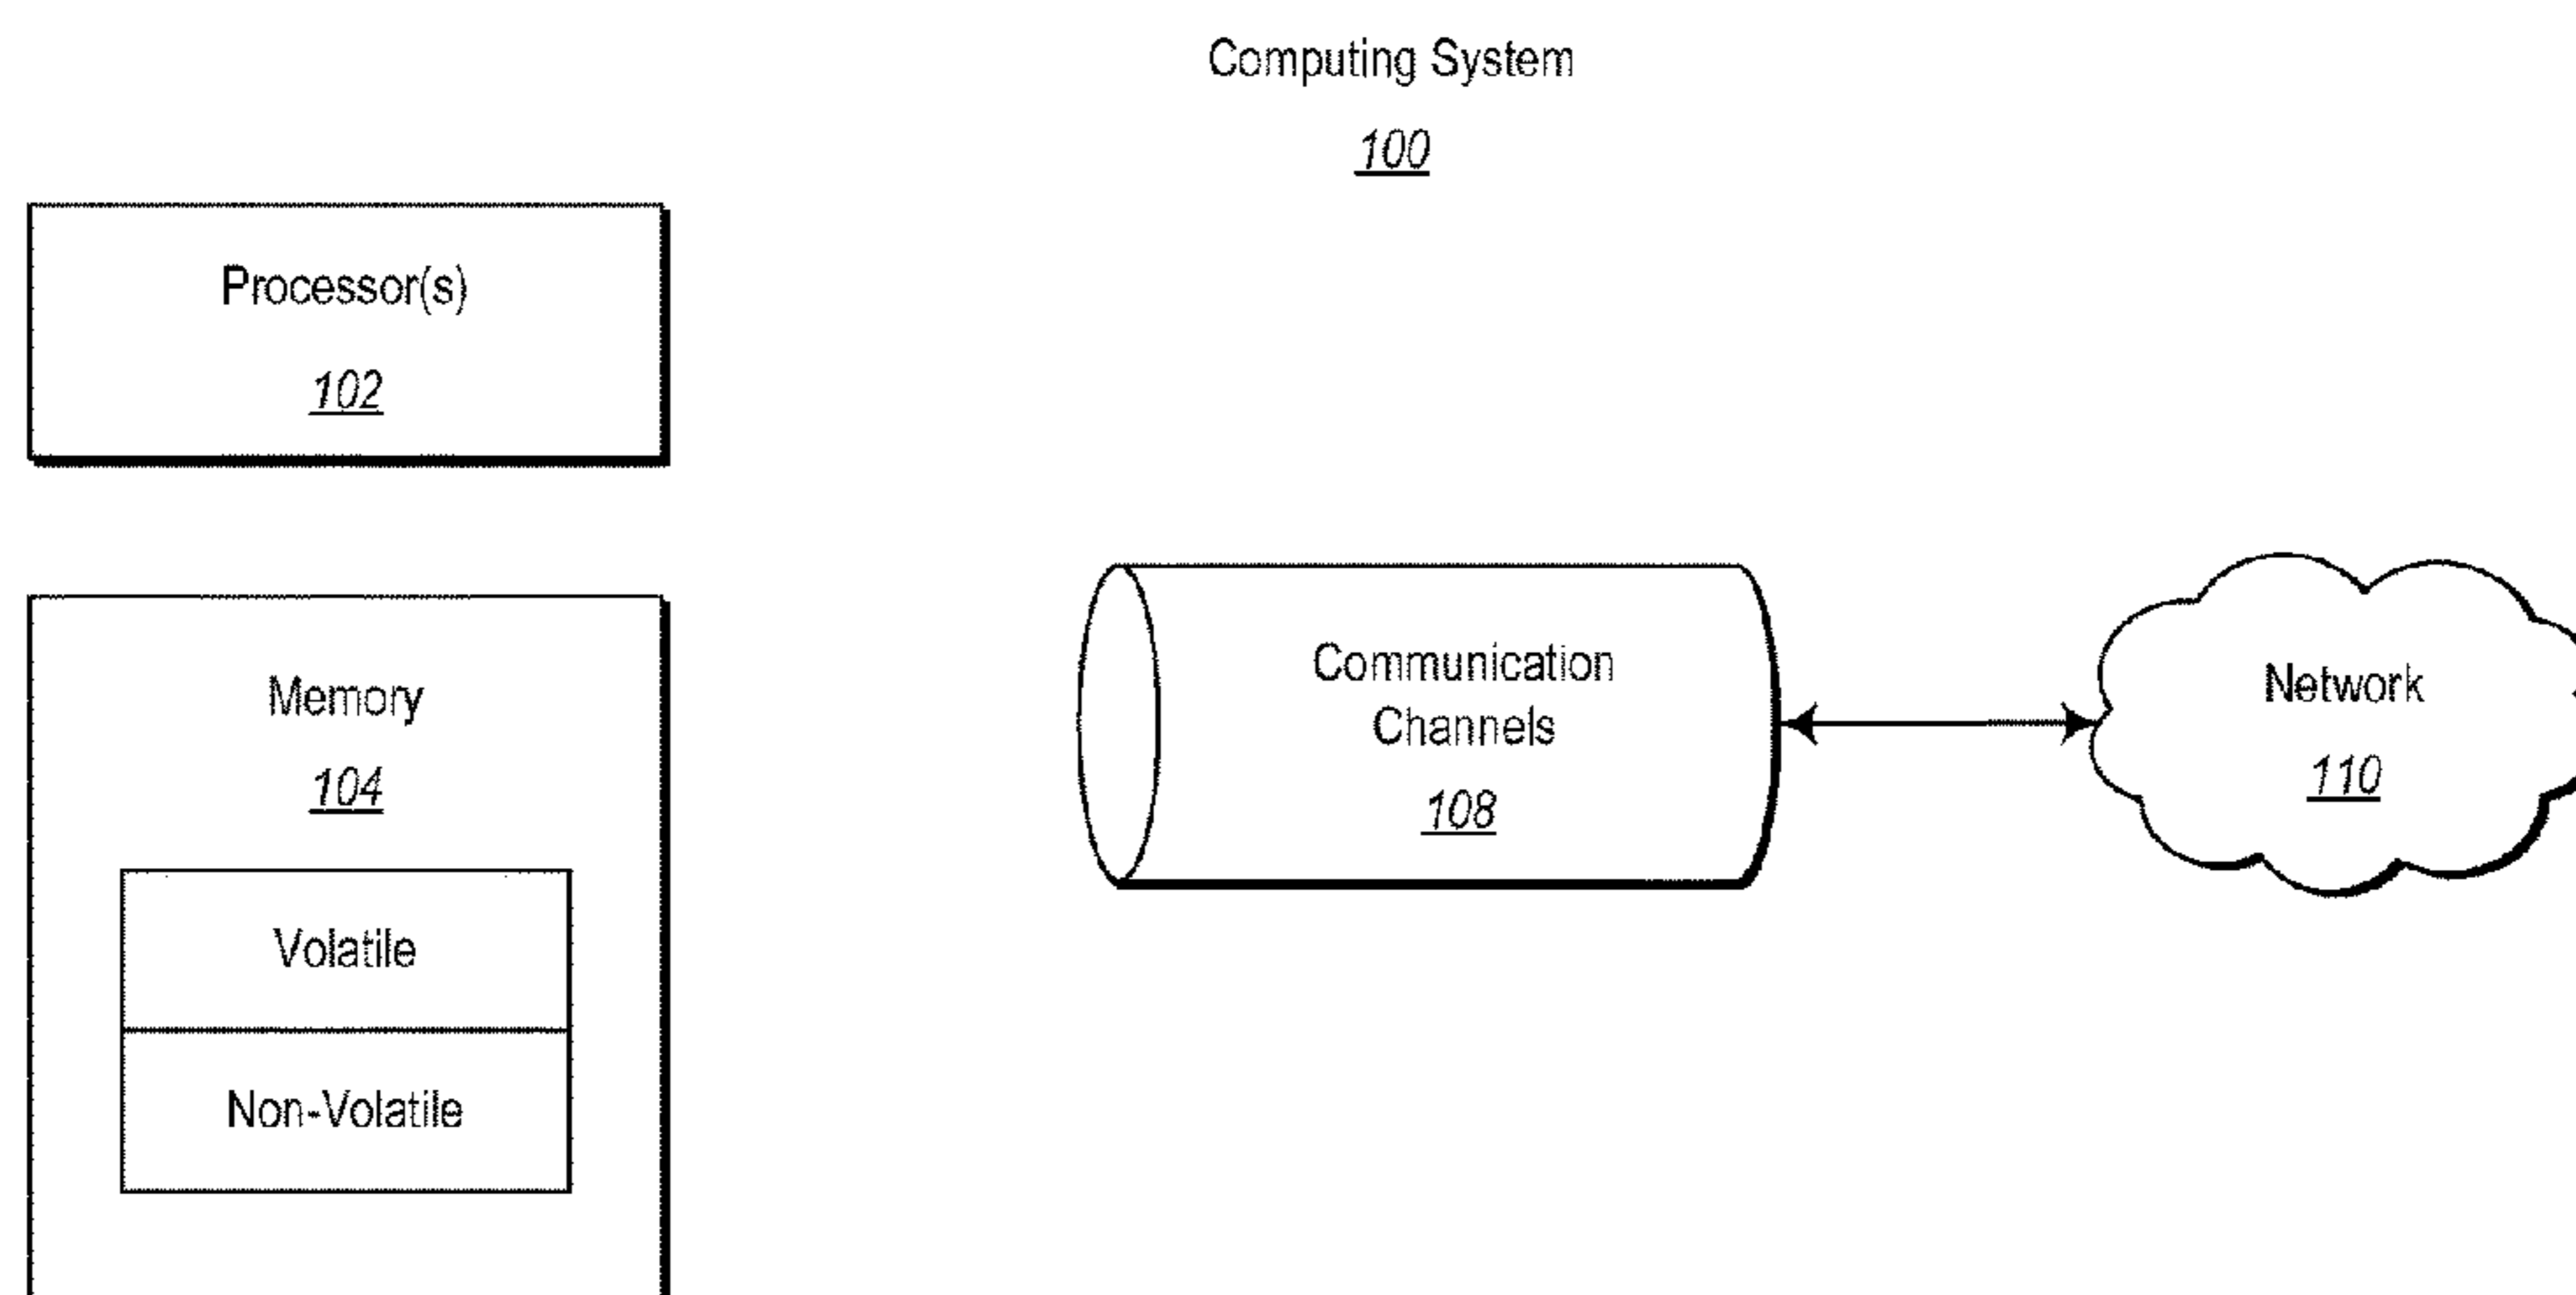 Computing System
100
Processor(s)
102
Memory
104
Volatile
Non-Volatile
Communication
Channels
108
Network
110